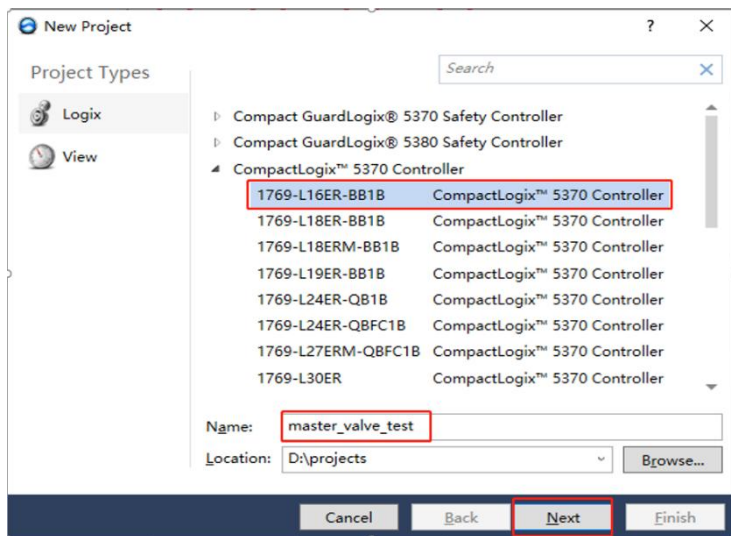 New Project
?
Project Types
Search
Logix
View
Compact GuardLogix® 5370 Safety Controller
Compact GuardLogix® 5380 Safety Controller
CompactLogix™ 5370 Controller
1769-L16ER-BB1B CompactLogix™ 5370 Controller
1769-L18ER-BB1B CompactLogix™ 5370 Controller
1769-L18ERM-BB1B CompactLogix™ 5370 Controller
1769-L19ER-BB1B CompactLogix™ 5370 Controller
1769-L24ER-QB1B CompactLogix™ 5370 Controller
1769-L24ER-QBFC1B CompactLogix™ 5370 Controller
1769-L27ERM-QBFC1B CompactLogix™ 5370 Controller
1769-L30ER CompactLogix™ 5370 Controller
Name: master_valve_test
Location: D:\projects Browse...
Cancel Back Next Finish